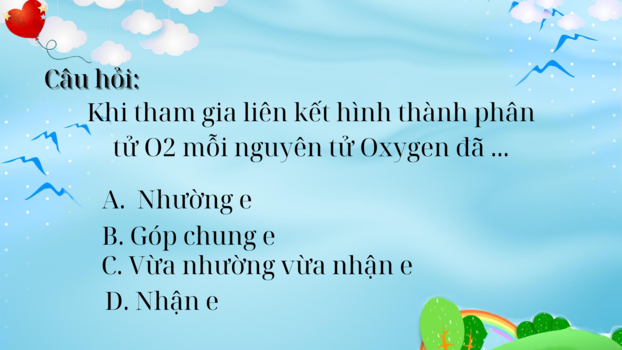 Câu hỏi:
Khi tham gia liên kết hình thành phân
tử O2 mỗi nguyên tử Oxygen đã ...
A. Nhường e
B. Góp chung e
C. Vừa nhường vừa nhận e
D. Nhận e